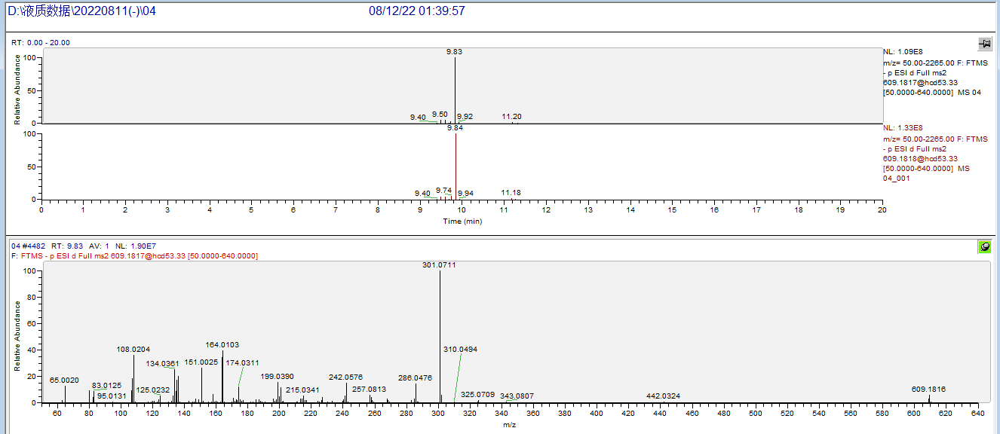 D:\液质数据\20220811(-)\04 08/12/22 01:39:57
RT: 0.00 - 20.00
NL: 1.09E8
m/z= 50.00-2265.00 F: FTMS
- p ESI d Full ms2
609.1817@hcd53.33
[50.0000-640.0000] MS 04
Relative Abundance
100
50
0
9.83
9.40
9.50
9.92
11.20
NL: 1.33E8
m/z= 50.00-2265.00 F: FTMS
- p ESI d Full ms2
609.1818@hcd53.33
[50.0000-640.0000] MS
04_001
100
50
0
9.84
9.40
9.74
9.94
11.18
0 1 2 3 4 5 6 7 8 9 10 11 12 13 14 15 16 17 18 19 20
Time (min)
04 #4482 RT: 9.83 AV: 1 NL: 1.90E7
F: FTMS - p ESI d Full ms2 609.1817@hcd53.33 [50.0000-640.0000]
Relative Abundance
100
80
60
40
20
0
301.0711
164.0103
310.0494
108.0204
134.0361
151.0025
174.0311
65.0020
199.0390
242.0576
286.0476
83.0125
125.0232
215.0341
257.0813
609.1816
95.0131
325.0709
343.0807
442.0324
60 80 100 120 140 160 180 200 220 240 260 280 300 320 340 360 380 400 420 440 460 480 500 520 540 560 580 600 620 640
m/z